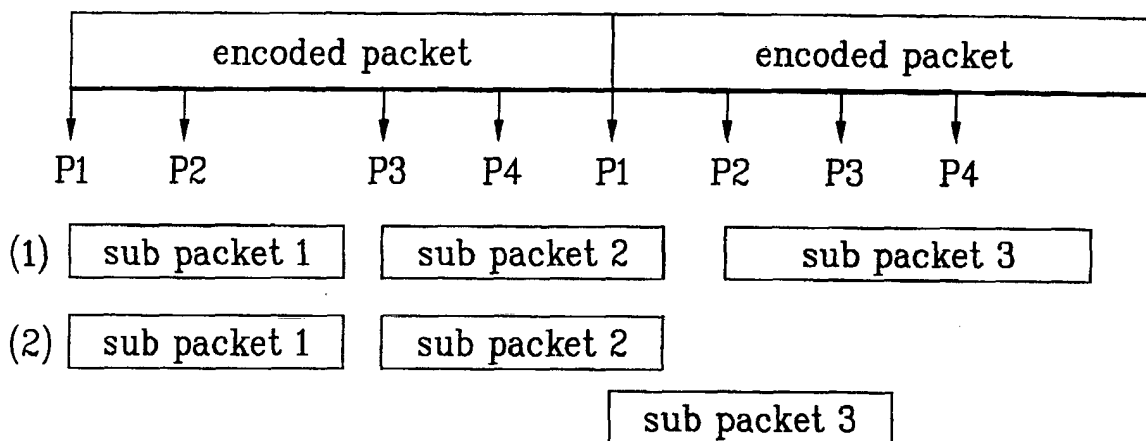 encoded packet encoded packet
P1 P2 P3 P4 P1 P2 P3 P4
(1) sub packet 1 sub packet 2 sub packet 3
(2) sub packet 1 sub packet 2
sub packet 3